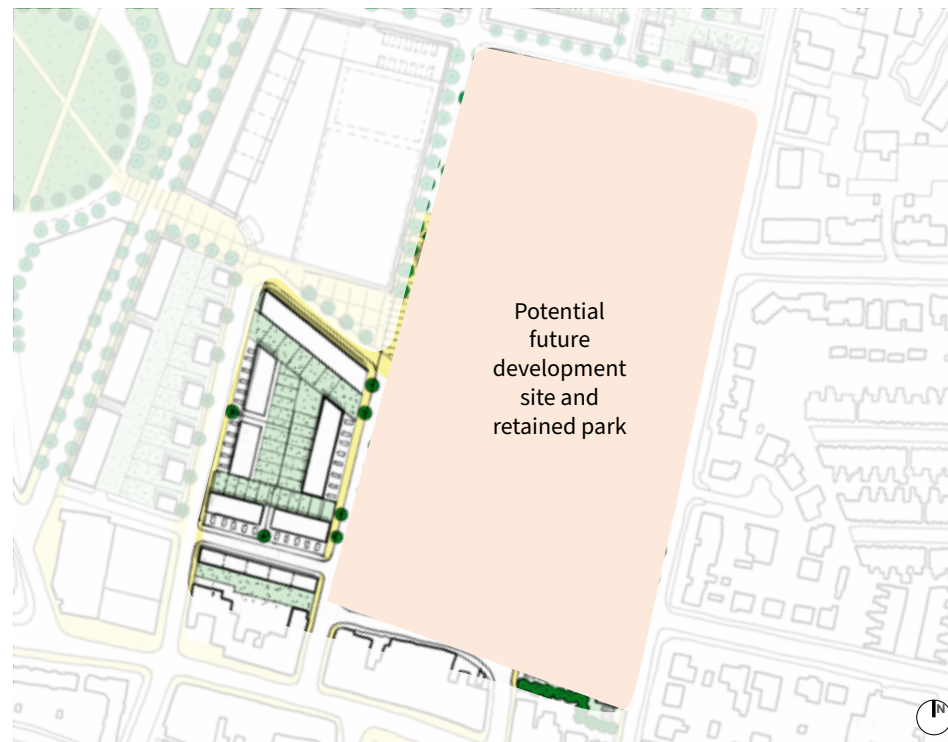 Potential
future
development
site and
retained park
N